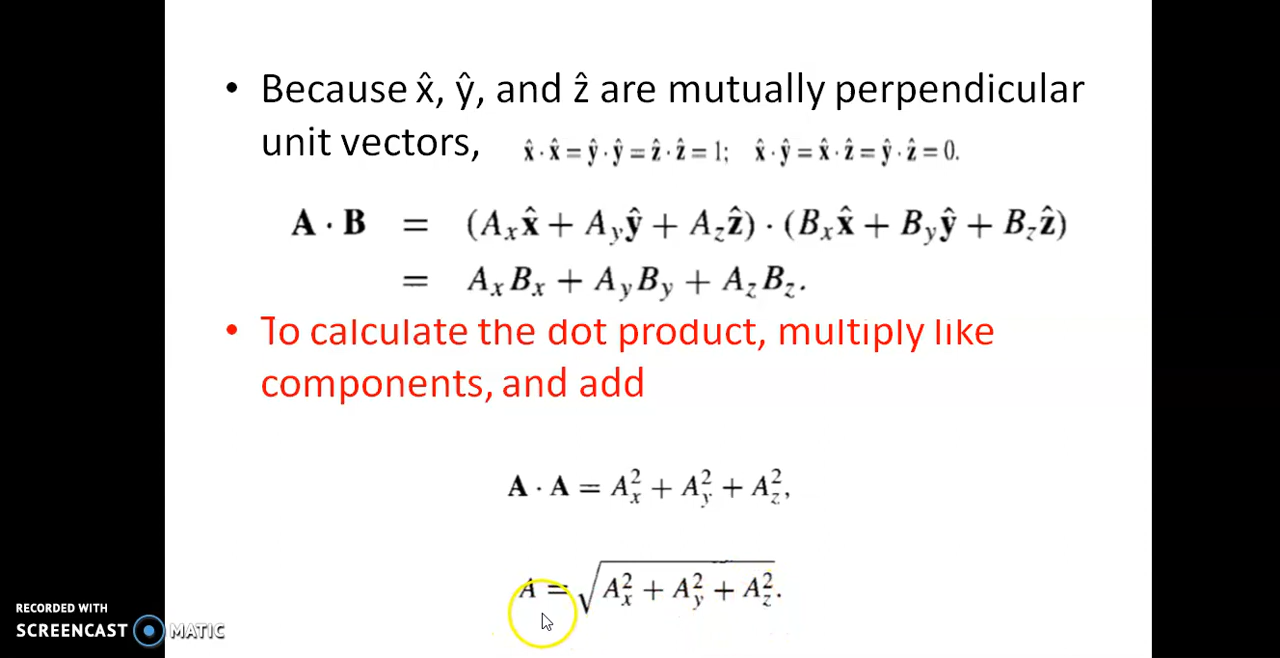 • Because x̂, ŷ, and ẑ are mutually perpendicular
unit vectors, x̂ · x̂ = ŷ · ŷ = ẑ · ẑ = 1; x̂ · ŷ = x̂ · ẑ = ŷ · ẑ = 0.
A · B = (Aₓx̂ + A_yŷ + A_zẑ) · (Bₓx̂ + B_yŷ + B_zẑ)
= AₓBₓ + A_yB_y + A_zB_z.
• To calculate the dot product, multiply like
components, and add
A · A = Aₓ² + A_y² + A_z²,
A = √(Aₓ² + A_y² + A_z²).
RECORDED WITH
SCREENCAST MATIC